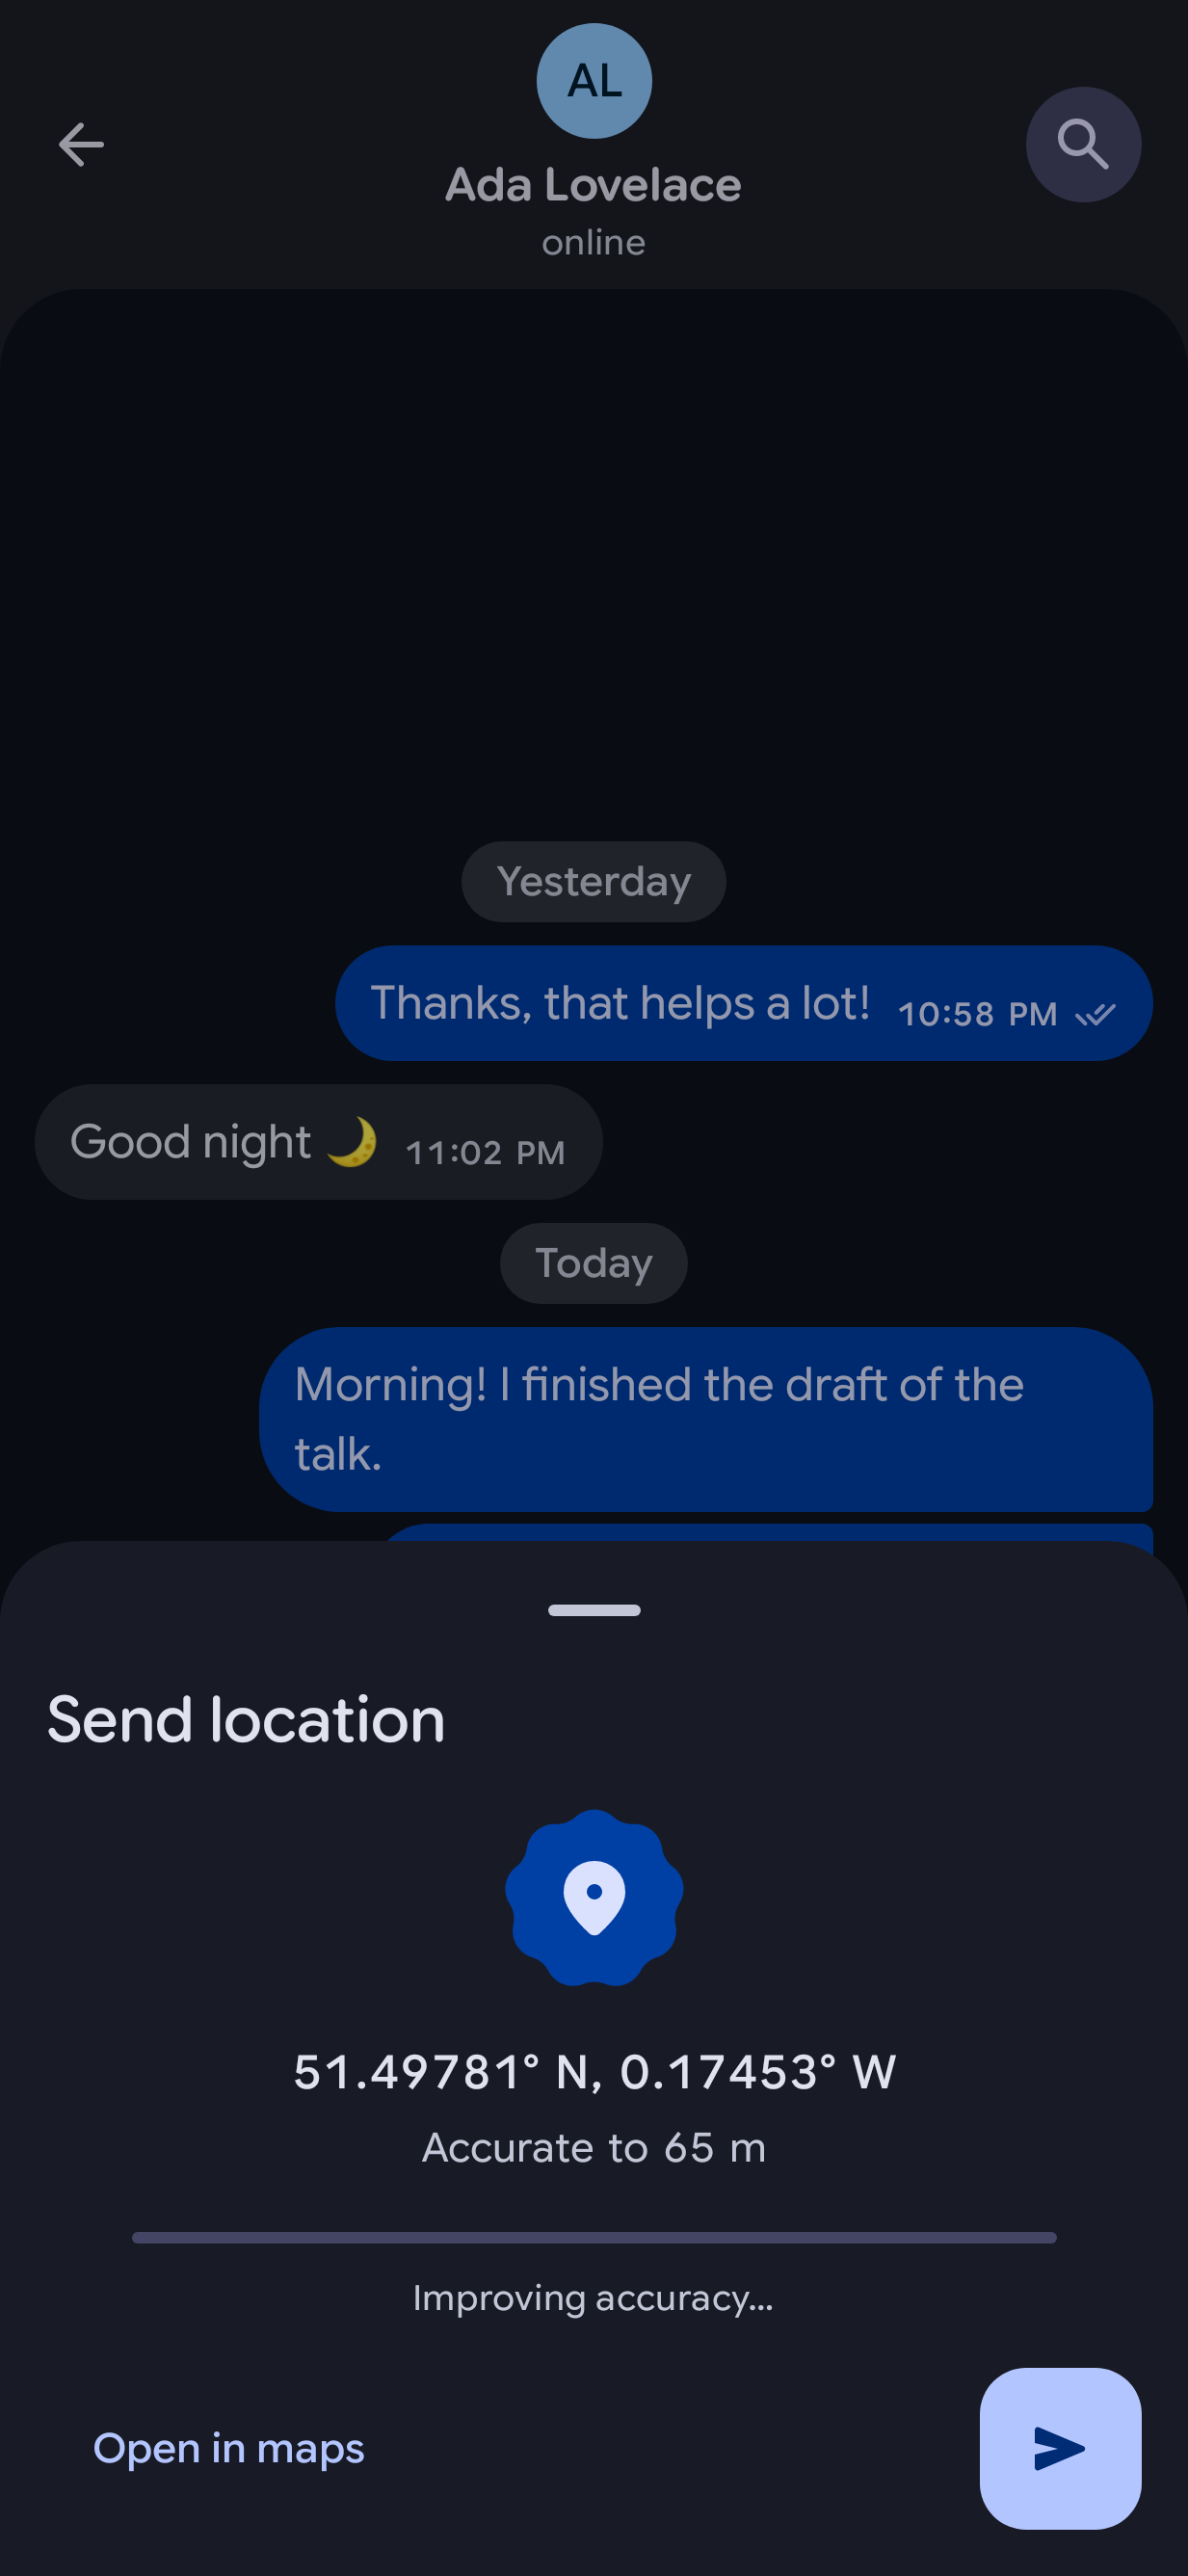 AL
Ada Lovelace
online
Yesterday
Thanks, that helps a lot! 10:58 PM
Good night 🌙 11:02 PM
Today
Morning! I finished the draft of the
talk.
Send location
51.49781° N, 0.17453° W
Accurate to 65 m
Improving accuracy...
Open in maps